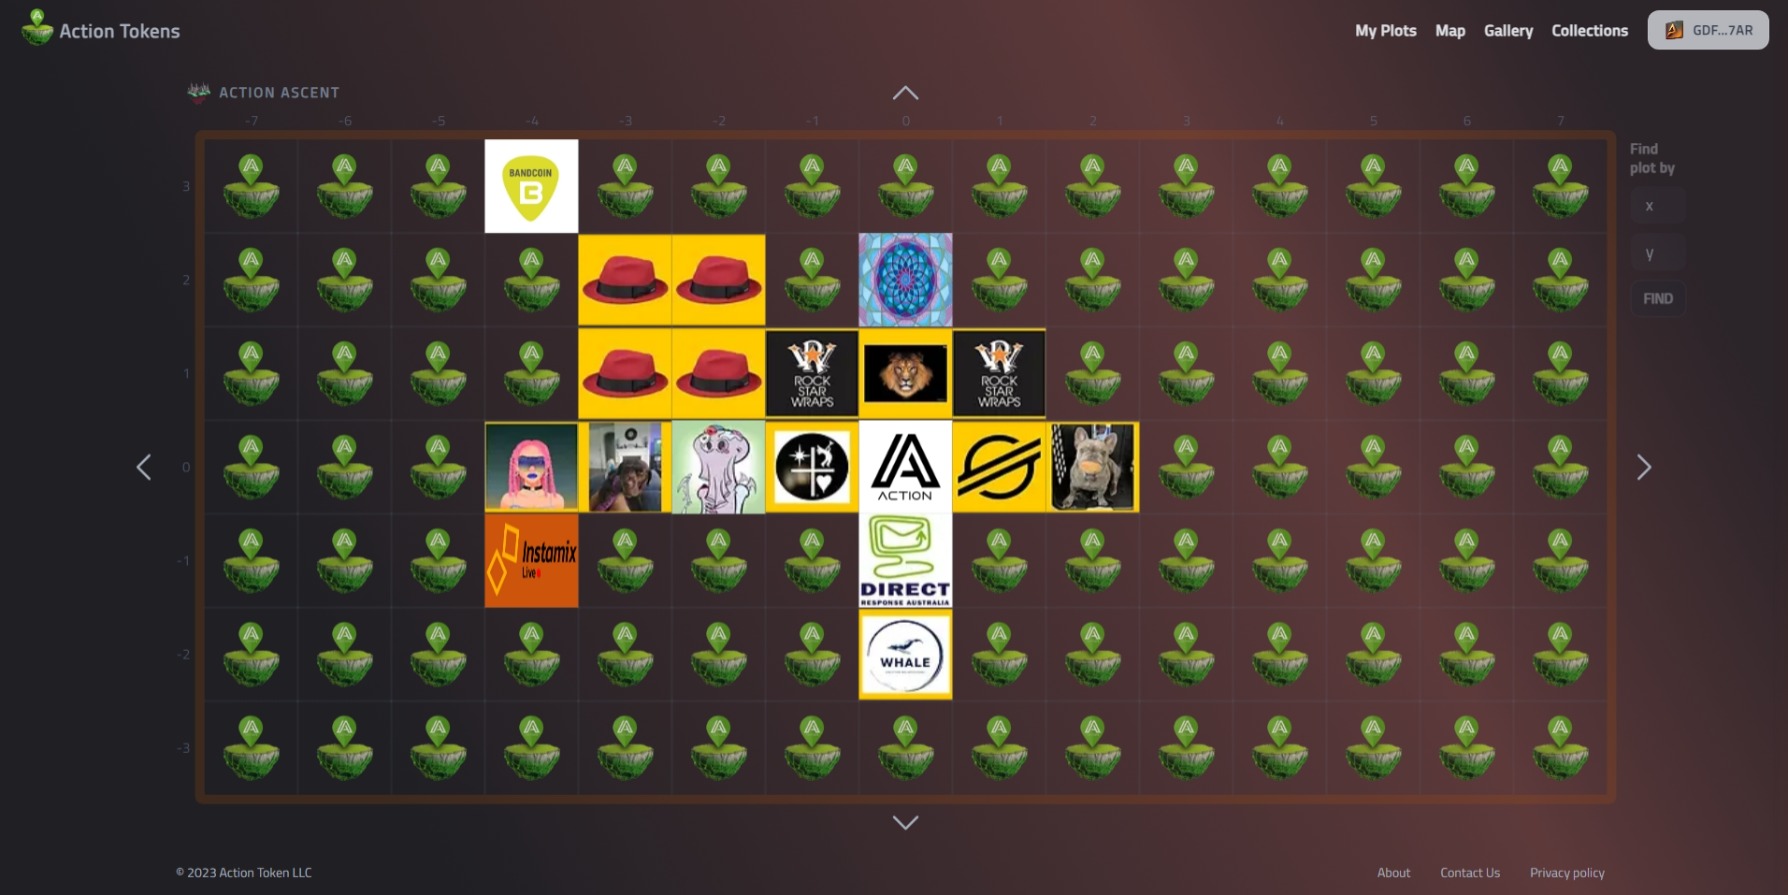 Action Tokens
My Plots Map Gallery Collections GDF...7AR
ACTION ASCENT
-7 -6 -5 -4 -3 -2 -1 0 1 2 3 4 5 6 7
Find
plot by
x
y
FIND
3
BANDCOIN
B
2
1
ROCK
STAR
WRAPS
ROCK
STAR
WRAPS
0
ACTION
-1
Instamix
Live
DIRECT
RESPONSE AUSTRALIA
-2
WHALE
-3
© 2023 Action Token LLC
About Contact Us Privacy policy